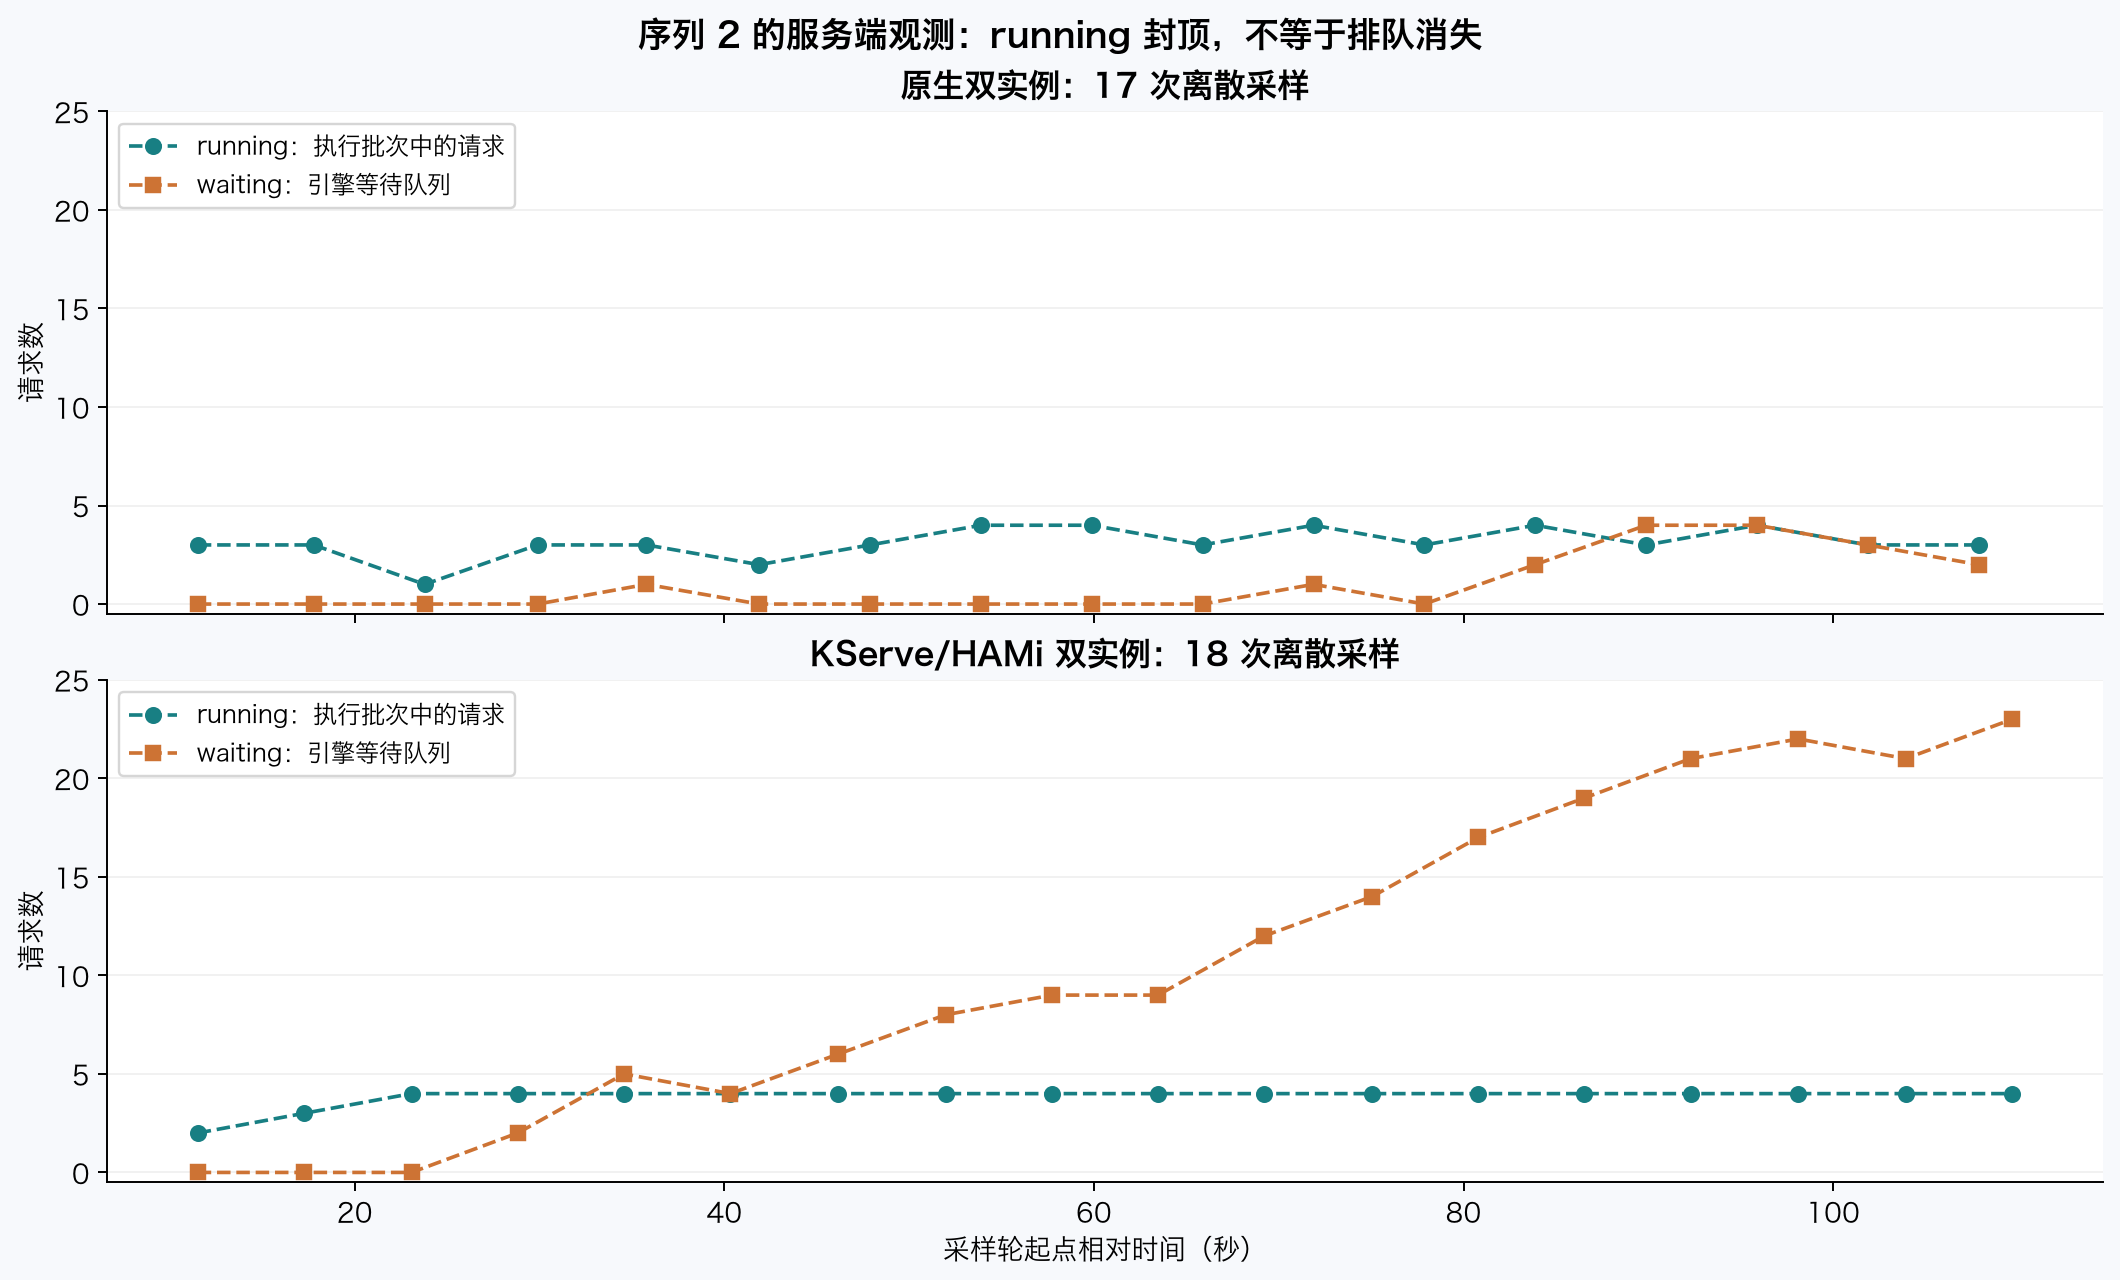 序列 2 的服务端观测：running 封顶，不等于排队消失
原生双实例：17 次离散采样
25
20
15
10
5
0
请求数
running：执行批次中的请求
waiting：引擎等待队列
KServe/HAMi 双实例：18 次离散采样
25
20
15
10
5
0
请求数
running：执行批次中的请求
waiting：引擎等待队列
20 40 60 80 100
采样轮起点相对时间（秒）